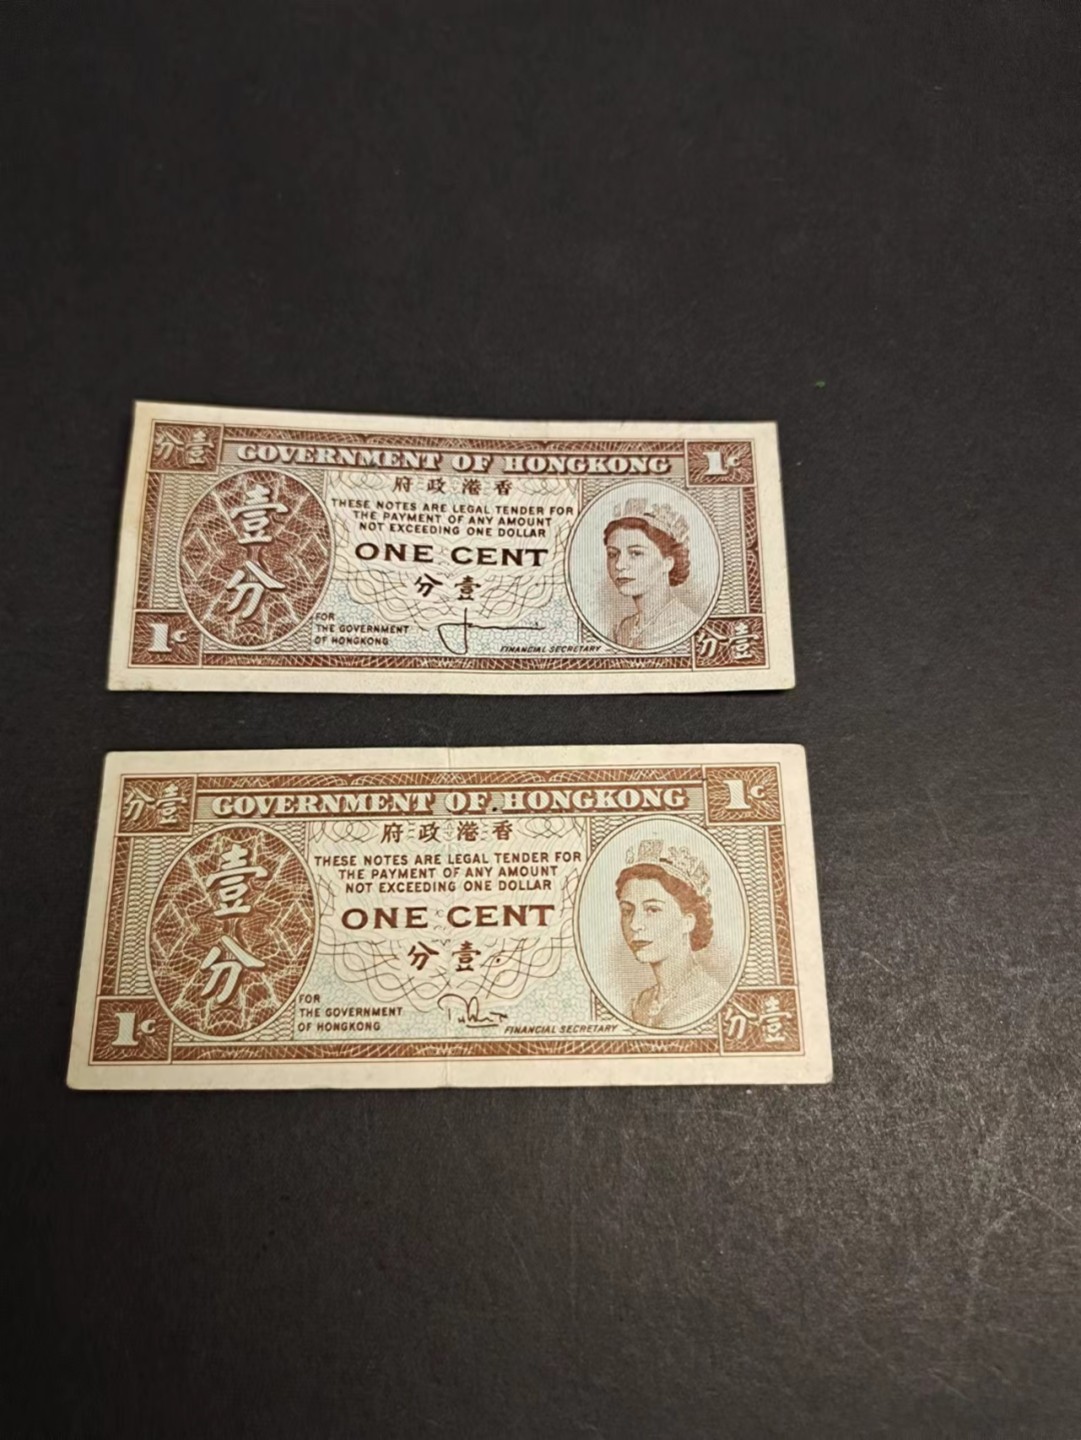 分壹
GOVERNMENT OF HONGKONG
1c
府政港香
壹
分
THESE NOTES ARE LEGAL TENDER FOR
THE PAYMENT OF ANY AMOUNT
NOT EXCEEDING ONE DOLLAR
ONE CENT
分壹
FOR
THE GOVERNMENT
OF HONGKONG
FINANCIAL SECRETARY
1c
分壹
分壹
GOVERNMENT OF HONGKONG
1c
府政港香
壹
分
THESE NOTES ARE LEGAL TENDER FOR
THE PAYMENT OF ANY AMOUNT
NOT EXCEEDING ONE DOLLAR
ONE CENT
分壹
FOR
THE GOVERNMENT
OF HONGKONG
FINANCIAL SECRETARY
1c
分壹